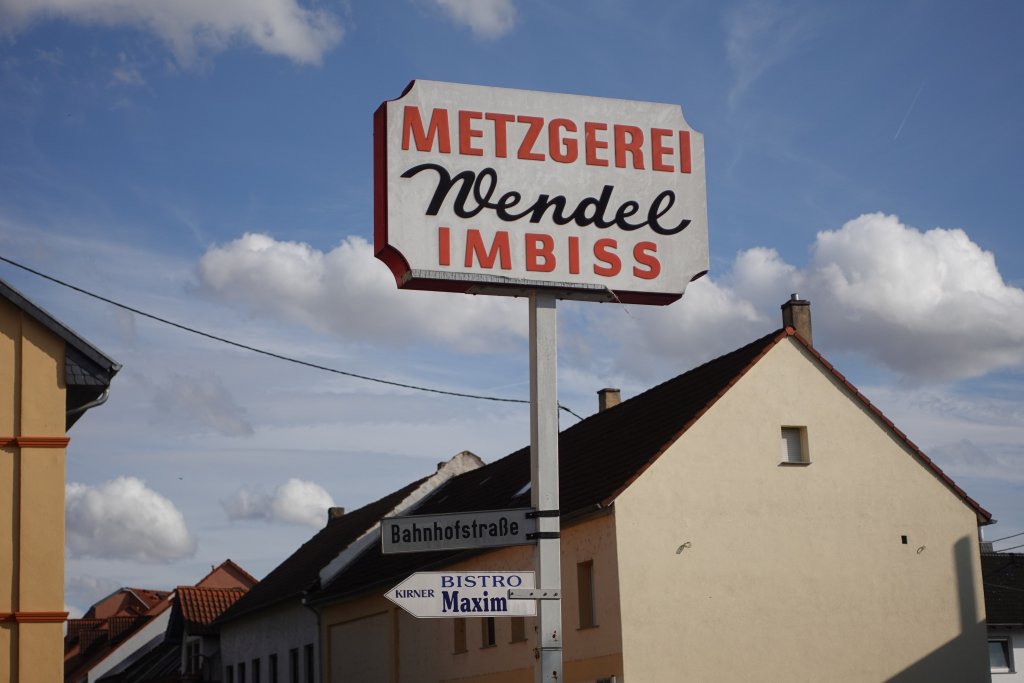 METZGEREI
Wendel
IMBISS
Bahnhofstraße
KIRNER BISTRO
Maxim